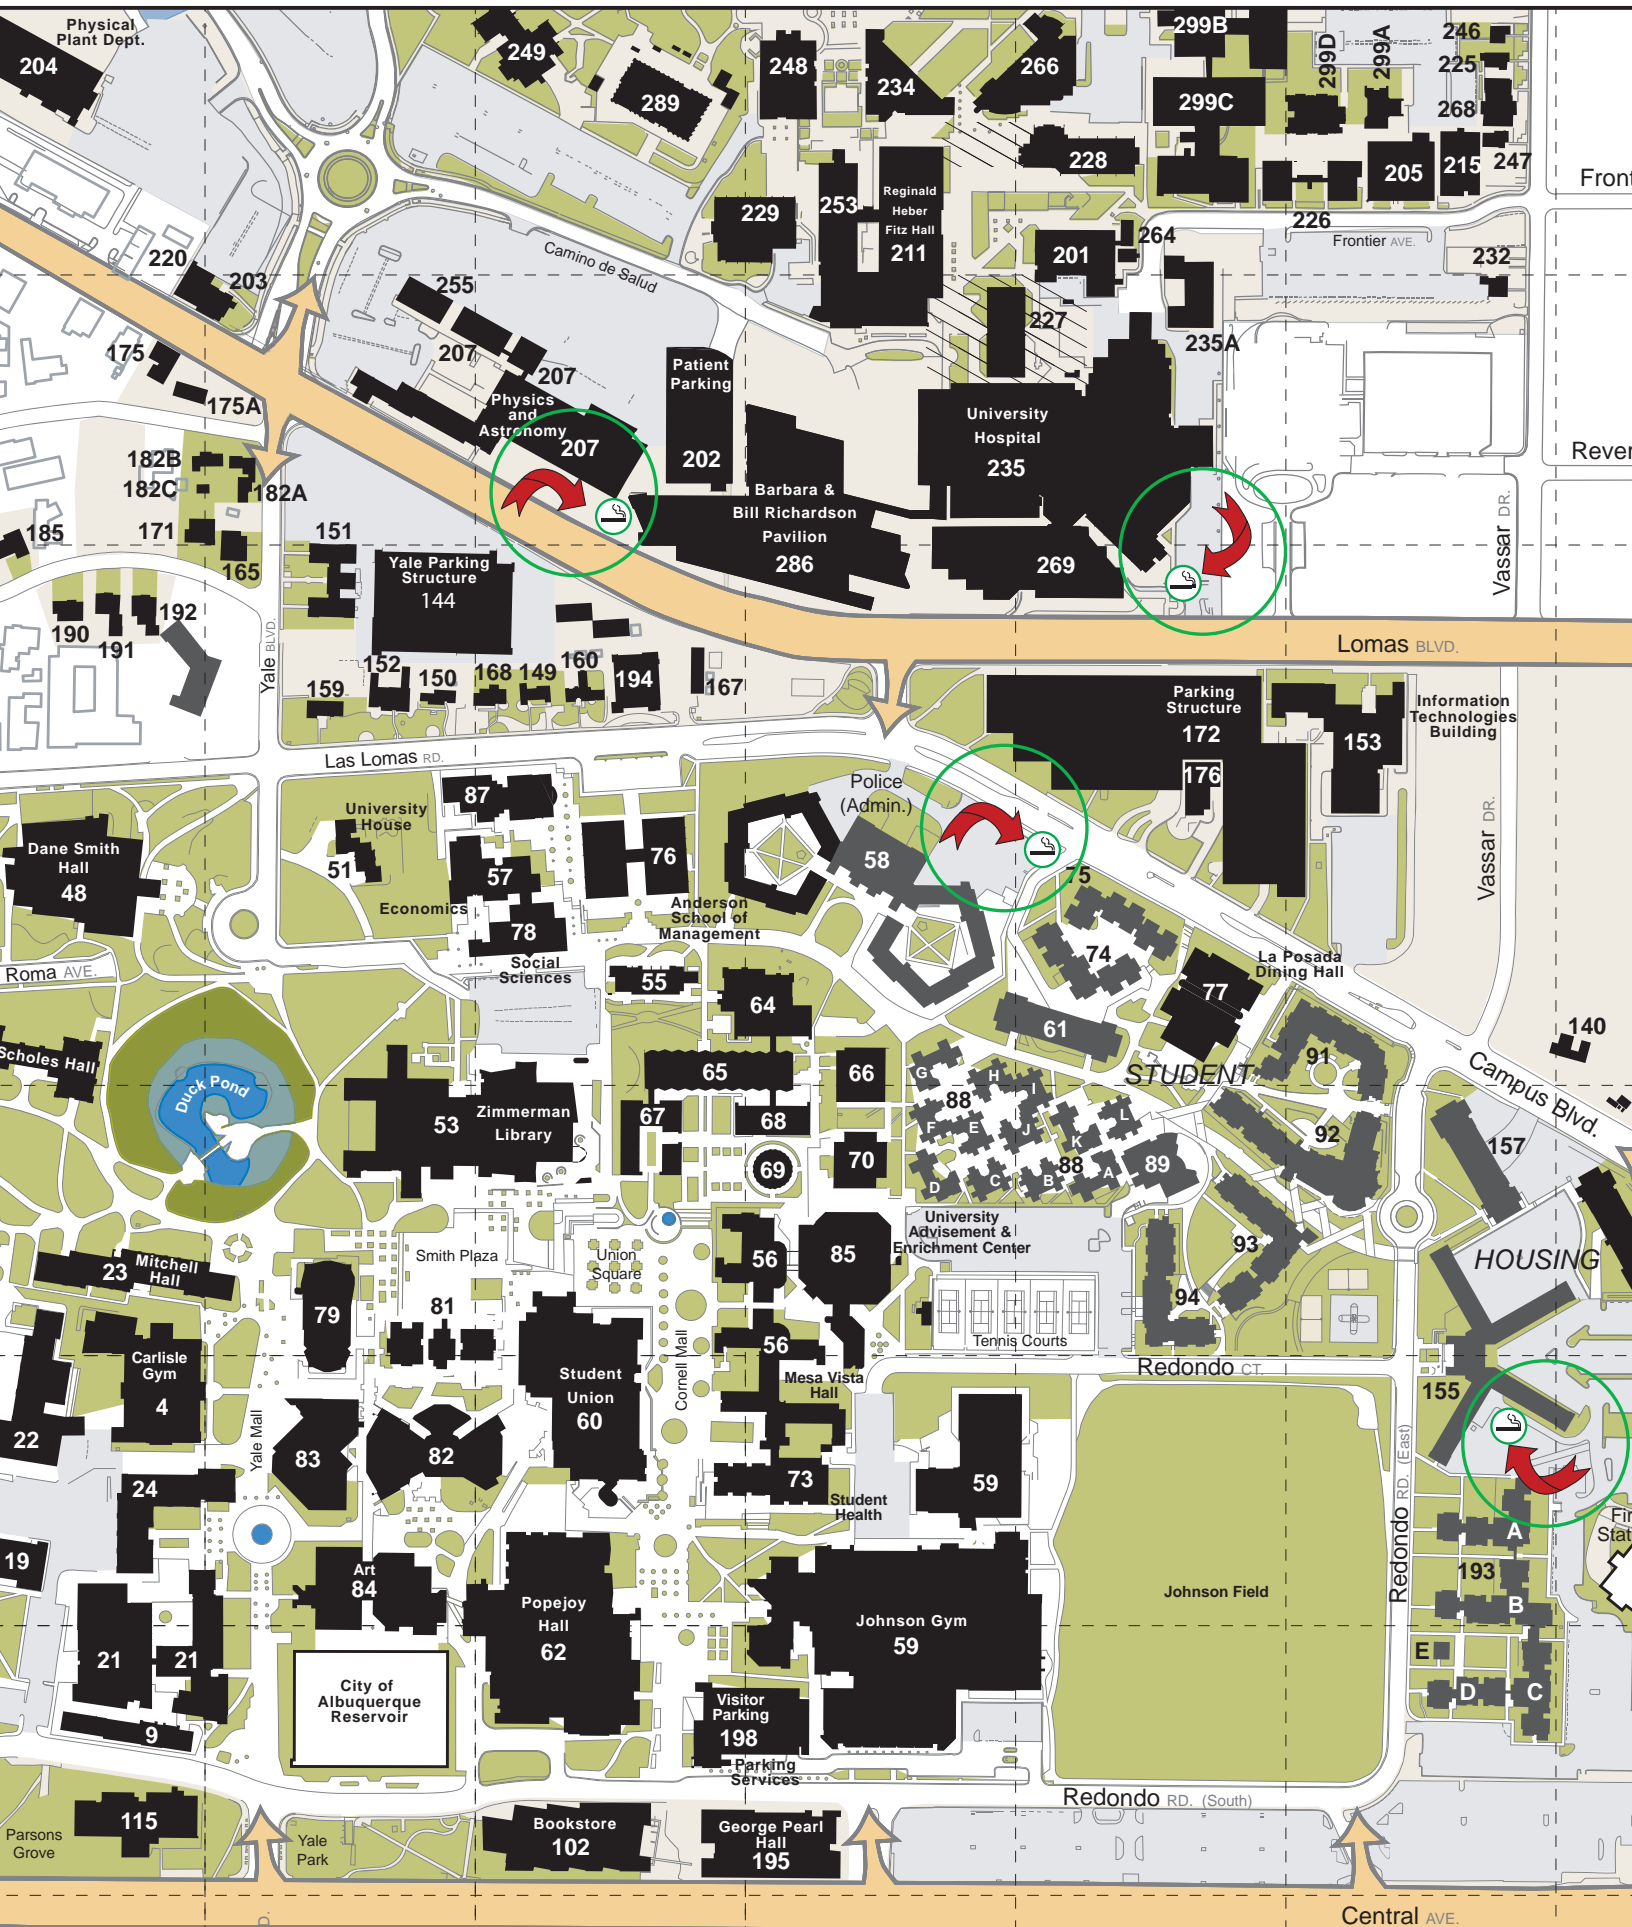 Physical
Plant Dept.
204
249
289
248
234
266
299B
299C
299D
299A
246
225
268
205
215
247
228
226
Frontier AVE.
232
229
253
Reginald
Heber
Fitz Hall
211
201
264
227
235A
220
203
255
207
207
Camino de Salud
175
175A
Physics
and
Astronomy
207
Patient
Parking
202
University
Hospital
235
182B
182C
182A
171
165
185
151
Barbara &
Bill Richardson
Pavilion
286
269
Vassar DR.
Yale Parking
Structure
144
190
191
192
Yale BLVD.
Lomas BLVD.
152
150
168
149
160
194
167
159
Las Lomas RD.
Parking
Structure
172
176
153
Information
Technologies
Building
Vassar DR.
Police
(Admin.)
58
87
University
House
51
57
76
Economics
78
Social
Sciences
Anderson
School of
Management
Dane Smith
Hall
48
75
74
77
La Posada
Dining Hall
Roma AVE.
55
64
61
91
140
Scholes Hall
Duck Pond
53
Zimmerman
Library
65
66
67
68
69
70
G
H
I
88
F
E
J
K
L
D
C
B
88
A
89
STUDENT
92
Campus Blvd.
157
93
94
HOUSING
23
Mitchell
Hall
Smith Plaza
Union
Square
56
85
University
Advisement &
Enrichment Center
79
81
Tennis Courts
Redondo CT.
Carlisle
Gym
4
22
Student
Union
60
Cornell Mall
56
Mesa Vista
Hall
155
83
82
Yale Mall
73
Student
Health
59
24
19
Art
84
Popejoy
Hall
62
Johnson Gym
59
Johnson Field
Redondo RD. (East)
A
193
B
E
D
C
21
21
9
City of
Albuquerque
Reservoir
Visitor
Parking
198
Parking
Services
Redondo RD. (South)
115
Parsons
Grove
Yale
Park
Bookstore
102
George Pearl
Hall
195
Central AVE.